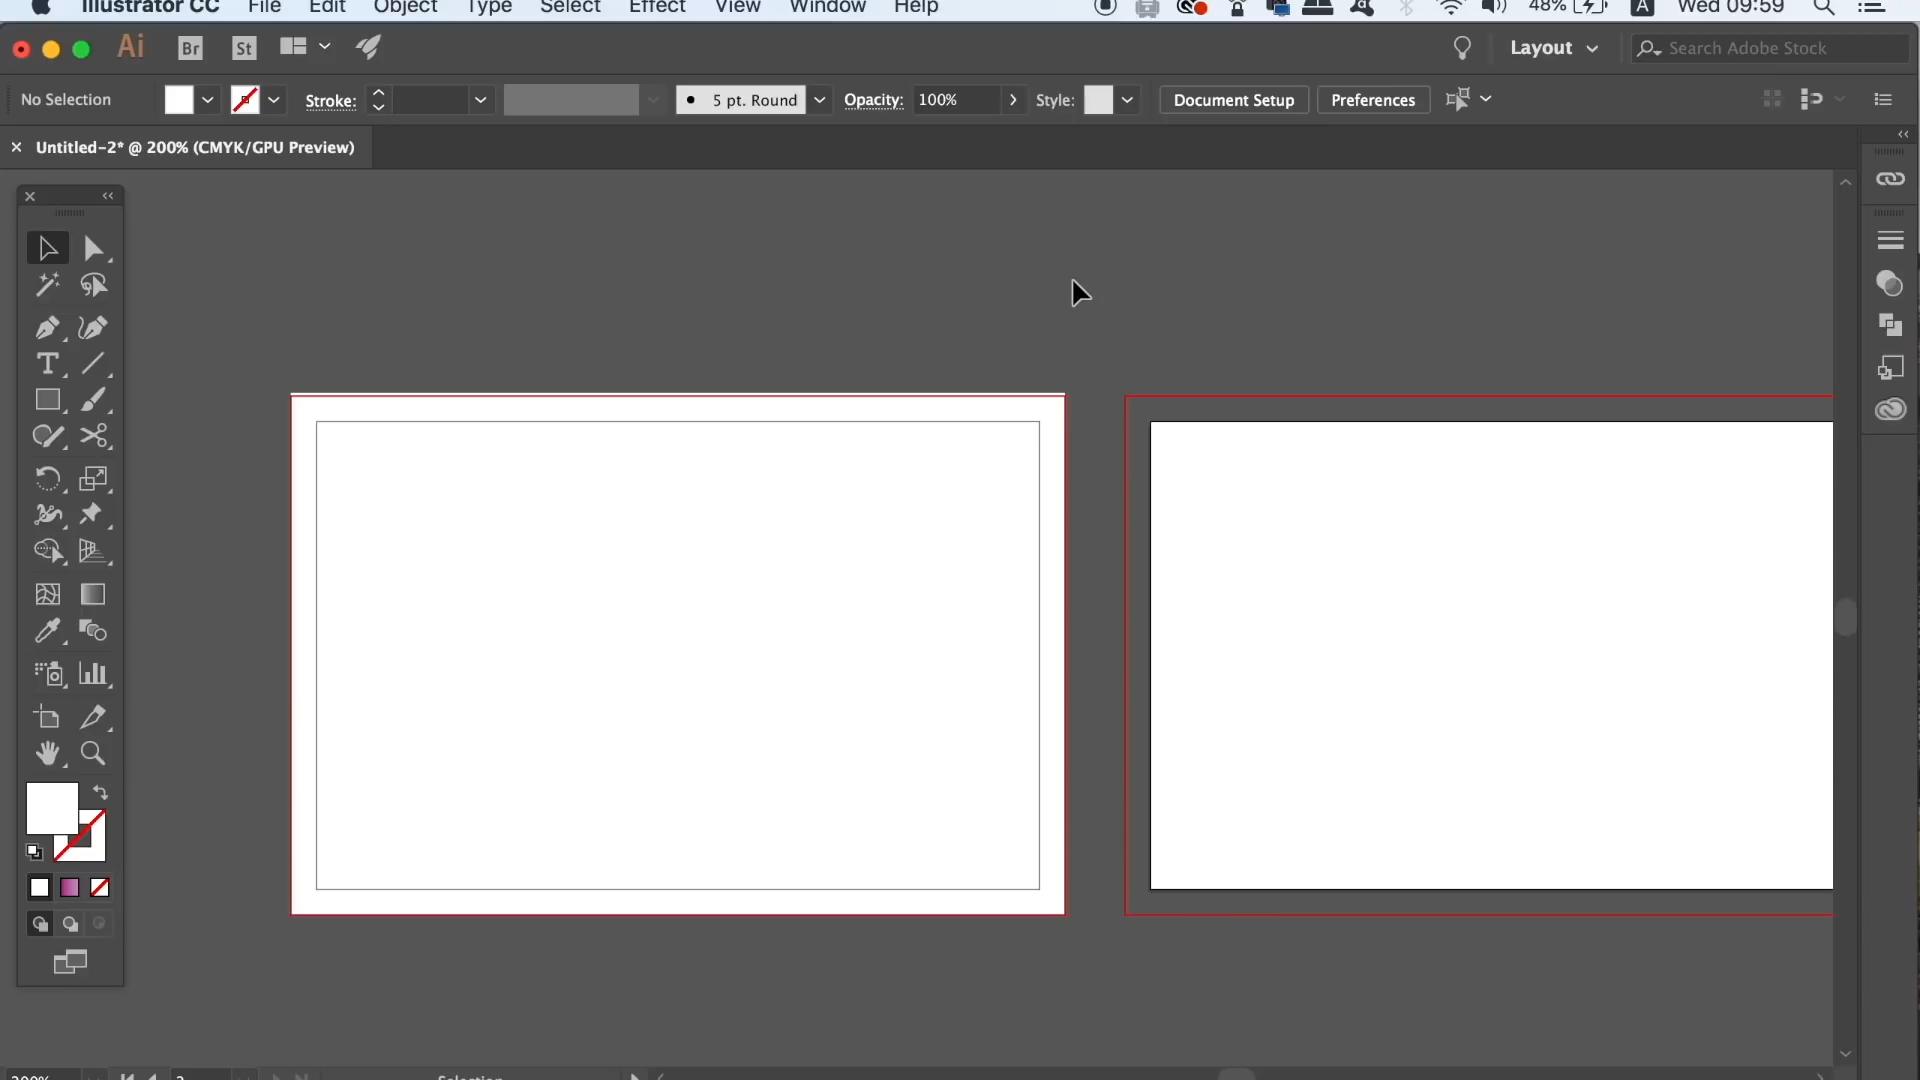 Illustrator CC File Edit Object Type Select Effect View Window Help 48% A Wed 09:59
Ai Br St Layout Search Adobe Stock
No Selection Stroke: 5 pt. Round Opacity: 100% Style: Document Setup Preferences
Untitled-2* @ 200% (CMYK/GPU Preview)
200% 2 Selection